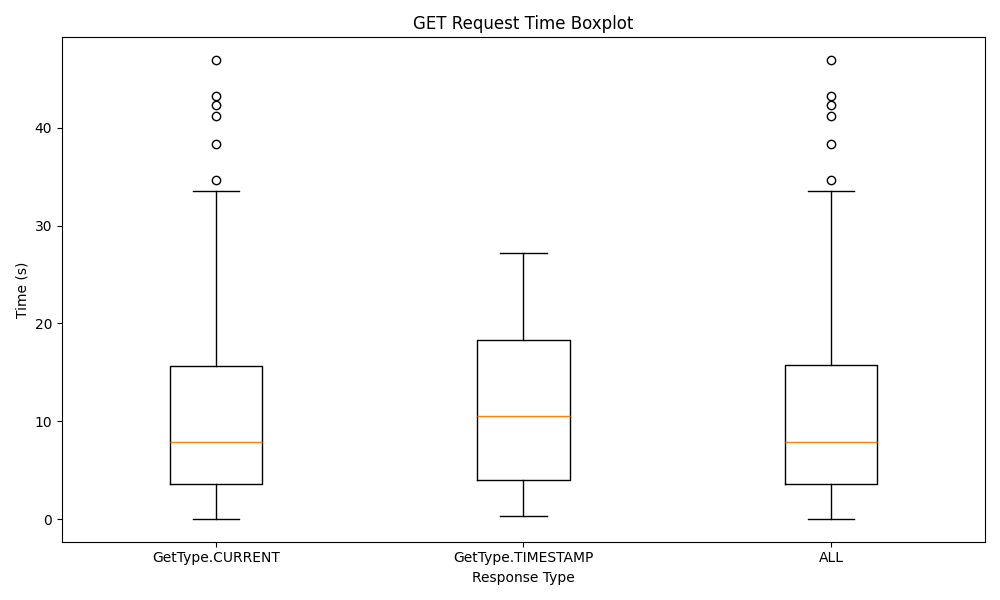 GET Request Time Boxplot
Time (s)
40
30
20
10
0
GetType.CURRENT
GetType.TIMESTAMP
ALL
Response Type